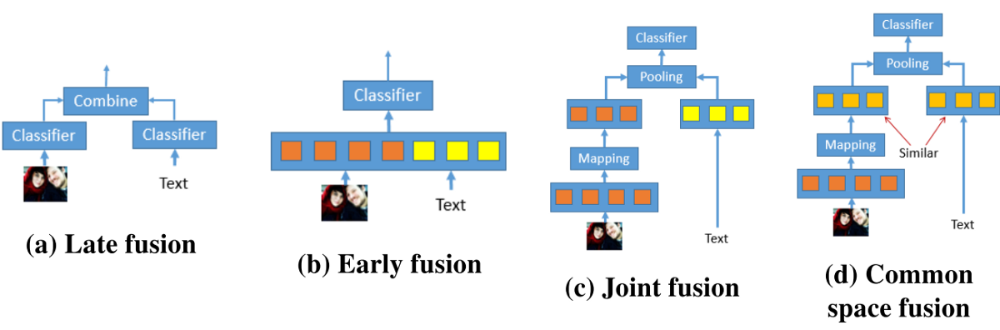 Combine
Classifier
Classifier
Text
(a) Late fusion
Classifier
Text
(b) Early fusion
Classifier
Pooling
Mapping
Text
(c) Joint fusion
Classifier
Pooling
Mapping
Similar
Text
(d) Common
space fusion